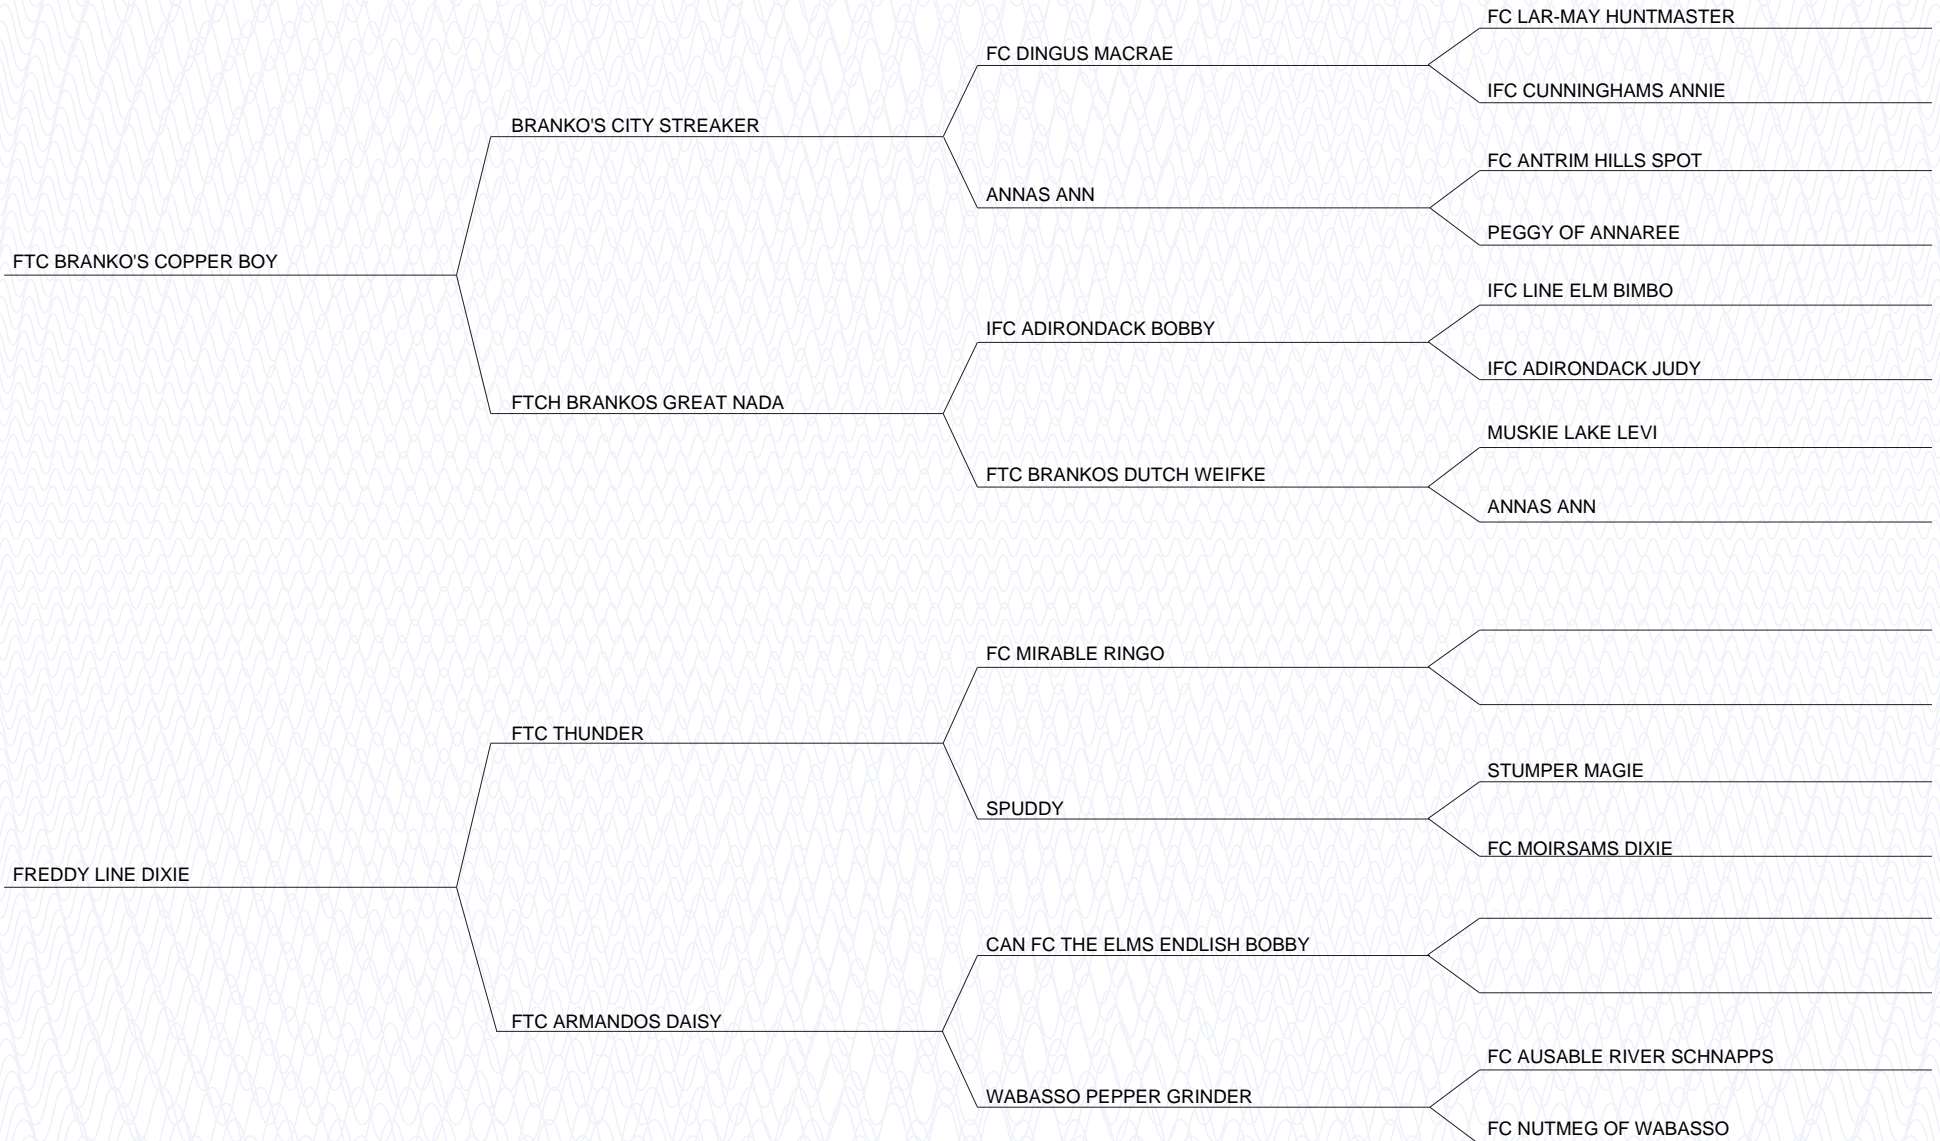 FC LAR-MAY HUNTMASTER
FC DINGUS MACRAE
IFC CUNNINGHAMS ANNIE
BRANKO'S CITY STREAKER
FC ANTRIM HILLS SPOT
ANNAS ANN
PEGGY OF ANNAREE
FTC BRANKO'S COPPER BOY
IFC LINE ELM BIMBO
IFC ADIRONDACK BOBBY
IFC ADIRONDACK JUDY
FTCH BRANKOS GREAT NADA
MUSKIE LAKE LEVI
FTC BRANKOS DUTCH WEIFKE
ANNAS ANN
FC MIRABLE RINGO
FTC THUNDER
STUMPER MAGIE
SPUDDY
FC MOIRSAMS DIXIE
FREDDY LINE DIXIE
CAN FC THE ELMS ENDLISH BOBBY
FTC ARMANDOS DAISY
FC AUSABLE RIVER SCHNAPPS
WABASSO PEPPER GRINDER
FC NUTMEG OF WABASSO